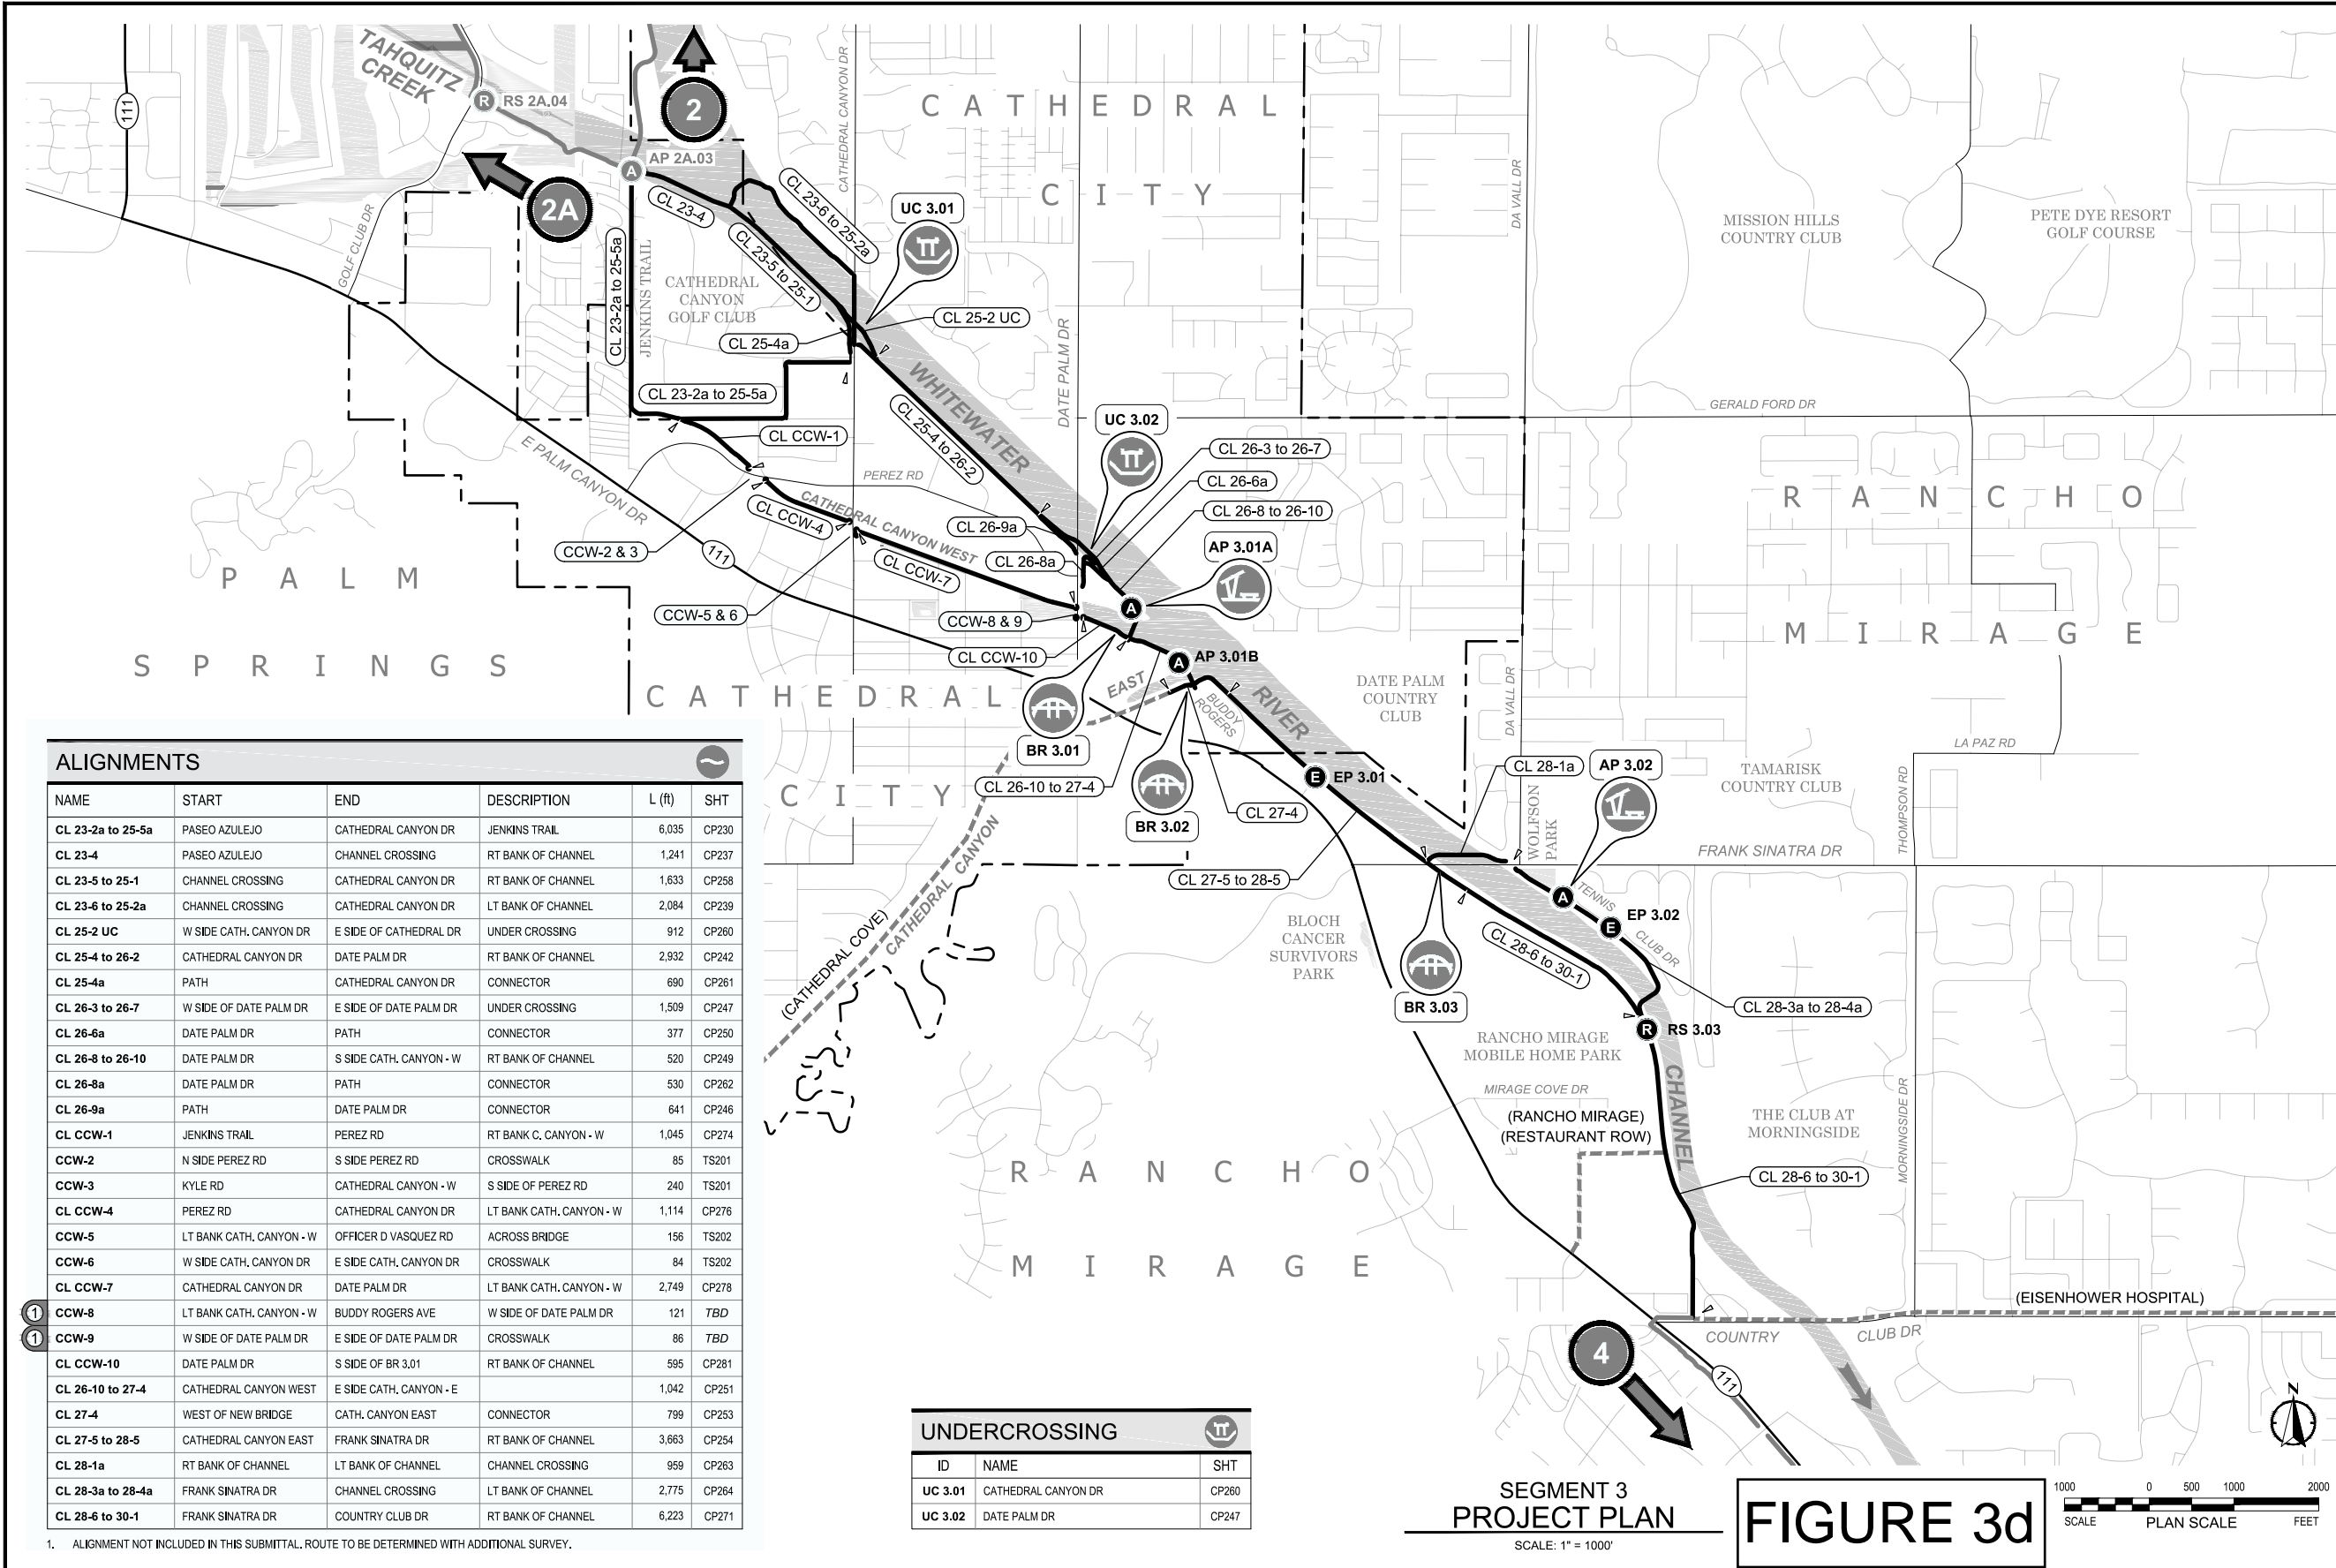 TAHQUITZ
CREEK
111
R RS 2A.04
2
AP 2A.03
A
2A
GOLF CLUB DR
CL 23-4
CATHEDRAL CANYON DR
CL 23-6 to 25-2a
CL 23-5 to 25-1
CL 23-2a to 25-5a
JENKINS TRAIL
CATHEDRAL
CANYON
GOLF CLUB
UC 3.01
CL 25-2 UC
CL 25-4a
CL 23-2a to 25-5a
CATHEDRAL
CITY
DA VALL DR
MISSION HILLS
COUNTRY CLUB
PETE DYE RESORT
GOLF COURSE
DATE PALM DR
GERALD FORD DR
WHITEWATER
CL 25-4 to 26-2
CL CCW-1
E PALM CANYON DR
PEREZ RD
UC 3.02
CL 26-3 to 26-7
CL 26-6a
CL 26-8 to 26-10
CL CCW-4
CATHEDRAL CANYON WEST
CL 26-9a
CCW-2 & 3
111
CL CCW-7
CL 26-8a
AP 3.01A
A
CCW-5 & 6
CCW-8 & 9
CL CCW-10
A AP 3.01B
PALM
SPRINGS
RANCHO
MIRAGE
CATHEDRAL
CITY
EAST
BUDDY
ROGERS
RIVER
DATE PALM
COUNTRY
CLUB
DA VALL DR
LA PAZ RD
BR 3.01
CL 26-10 to 27-4
BR 3.02
CL 27-4
E EP 3.01
CL 28-1a
AP 3.02
WOLFSON
PARK
TAMARISK
COUNTRY CLUB
THOMPSON RD
FRANK SINATRA DR
CL 27-5 to 28-5
A
TENNIS
E
EP 3.02
CLUB DR
BLOCH
CANCER
SURVIVORS
PARK
BR 3.03
CL 28-6 to 30-1
CL 28-3a to 28-4a
R RS 3.03
RANCHO MIRAGE
MOBILE HOME PARK
MIRAGE COVE DR
(RANCHO MIRAGE)
(RESTAURANT ROW)
CHANNEL
THE CLUB AT
MORNINGSIDE
MORNINGSIDE DR
CL 28-6 to 30-1
(CATHEDRAL COVE)
CATHEDRAL CANYON
RANCHO
MIRAGE
(EISENHOWER HOSPITAL)
COUNTRY CLUB DR
4
111
ALIGNMENTS
NAME START END DESCRIPTION L (ft) SHT
CL 23-2a to 25-5a PASEO AZULEJO CATHEDRAL CANYON DR JENKINS TRAIL 6,035 CP230
CL 23-4 PASEO AZULEJO CHANNEL CROSSING RT BANK OF CHANNEL 1,241 CP237
CL 23-5 to 25-1 CHANNEL CROSSING CATHEDRAL CANYON DR RT BANK OF CHANNEL 1,633 CP258
CL 23-6 to 25-2a CHANNEL CROSSING CATHEDRAL CANYON DR LT BANK OF CHANNEL 2,084 CP239
CL 25-2 UC W SIDE CATH. CANYON DR E SIDE OF CATHEDRAL DR UNDER CROSSING 912 CP260
CL 25-4 to 26-2 CATHEDRAL CANYON DR DATE PALM DR RT BANK OF CHANNEL 2,932 CP242
CL 25-4a PATH CATHEDRAL CANYON DR CONNECTOR 690 CP261
CL 26-3 to 26-7 W SIDE OF DATE PALM DR E SIDE OF DATE PALM DR UNDER CROSSING 1,509 CP247
CL 26-6a DATE PALM DR PATH CONNECTOR 377 CP250
CL 26-8 to 26-10 DATE PALM DR S SIDE CATH. CANYON - W RT BANK OF CHANNEL 520 CP249
CL 26-8a DATE PALM DR PATH CONNECTOR 530 CP262
CL 26-9a PATH DATE PALM DR CONNECTOR 641 CP246
CL CCW-1 JENKINS TRAIL PEREZ RD RT BANK C. CANYON - W 1,045 CP274
CCW-2 N SIDE PEREZ RD S SIDE PEREZ RD CROSSWALK 85 TS201
CCW-3 KYLE RD CATHEDRAL CANYON - W S SIDE OF PEREZ RD 240 TS201
CL CCW-4 PEREZ RD CATHEDRAL CANYON DR LT BANK CATH. CANYON - W 1,114 CP276
CCW-5 LT BANK CATH. CANYON - W OFFICER D VASQUEZ RD ACROSS BRIDGE 156 TS202
CCW-6 W SIDE CATH. CANYON DR E SIDE CATH. CANYON DR CROSSWALK 84 TS202
CL CCW-7 CATHEDRAL CANYON DR DATE PALM DR LT BANK CATH. CANYON - W 2,749 CP278
1 CCW-8 LT BANK CATH. CANYON - W BUDDY ROGERS AVE W SIDE OF DATE PALM DR 121 TBD
1 CCW-9 W SIDE OF DATE PALM DR E SIDE OF DATE PALM DR CROSSWALK 86 TBD
CL CCW-10 DATE PALM DR S SIDE OF BR 3.01 RT BANK OF CHANNEL 595 CP281
CL 26-10 to 27-4 CATHEDRAL CANYON WEST E SIDE CATH. CANYON - E 1,042 CP251
CL 27-4 WEST OF NEW BRIDGE CATH. CANYON EAST CONNECTOR 799 CP253
CL 27-5 to 28-5 CATHEDRAL CANYON EAST FRANK SINATRA DR RT BANK OF CHANNEL 3,663 CP254
CL 28-1a RT BANK OF CHANNEL LT BANK OF CHANNEL CHANNEL CROSSING 959 CP263
CL 28-3a to 28-4a FRANK SINATRA DR CHANNEL CROSSING LT BANK OF CHANNEL 2,775 CP264
CL 28-6 to 30-1 FRANK SINATRA DR COUNTRY CLUB DR RT BANK OF CHANNEL 6,223 CP271
1. ALIGNMENT NOT INCLUDED IN THIS SUBMITTAL. ROUTE TO BE DETERMINED WITH ADDITIONAL SURVEY.
UNDERCROSSING
ID NAME SHT
UC 3.01 CATHEDRAL CANYON DR CP260
UC 3.02 DATE PALM DR CP247
SEGMENT 3
PROJECT PLAN
SCALE: 1" = 1000'
FIGURE 3d
N
1000 0 500 1000 2000
SCALE PLAN SCALE FEET